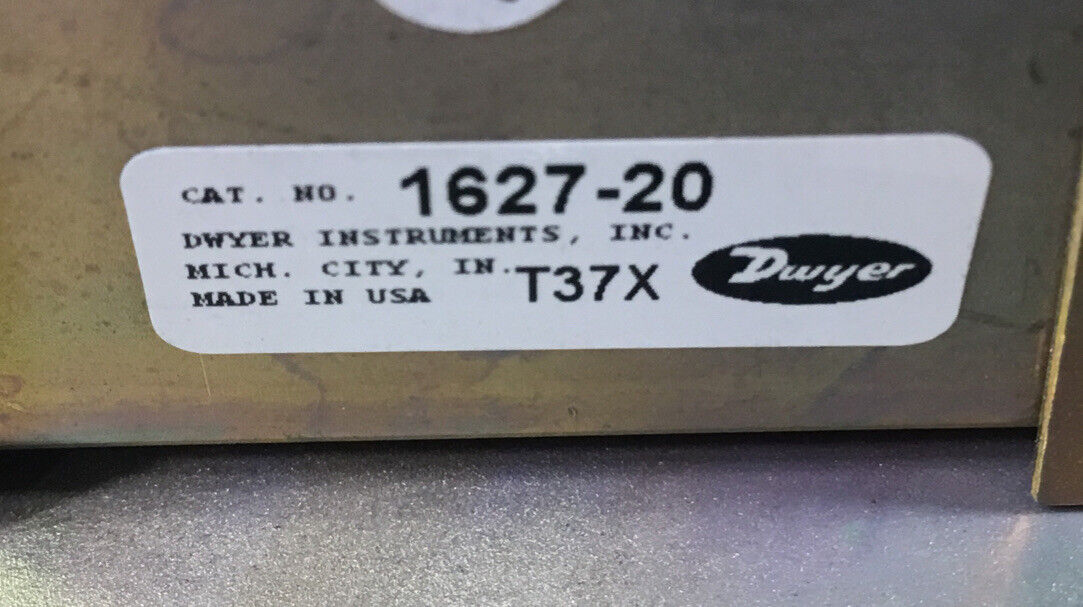 CAT. NO. 1627-20
DWYER INSTRUMENTS, INC.
MICH. CITY, IN. T37X
MADE IN USA
Dwyer